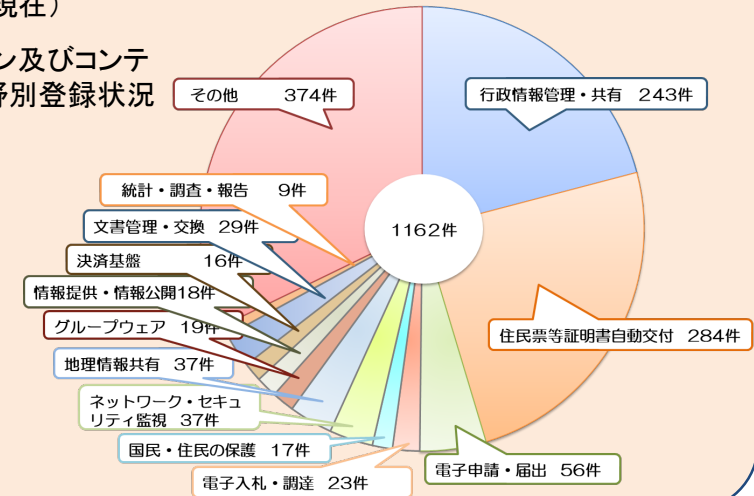 現在）
ン及びコンテ
野別登録状況
その他 374件
行政情報管理・共有 243件
統計・調査・報告 9件
文書管理・交換 29件
1162件
決済基盤 16件
情報提供・情報公開18件
グループウェア 19件
住民票等証明書自動交付 284件
地理情報共有 37件
ネットワーク・セキュ
リティ監視 37件
国民・住民の保護 17件
電子申請・届出 56件
電子入札・調達 23件